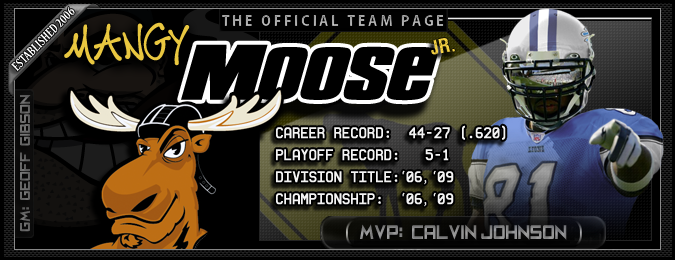 THE OFFICIAL TEAM PAGE
ESTABLISHED 2006
MANGY
MOOSE JR.
GM: GEOFF GIBSON
CAREER RECORD: 44-27 (.620)
PLAYOFF RECORD: 5-1
DIVISION TITLE: '06, '09
CHAMPIONSHIP: '06, '09
LIONS
81
( MVP: CALVIN JOHNSON )